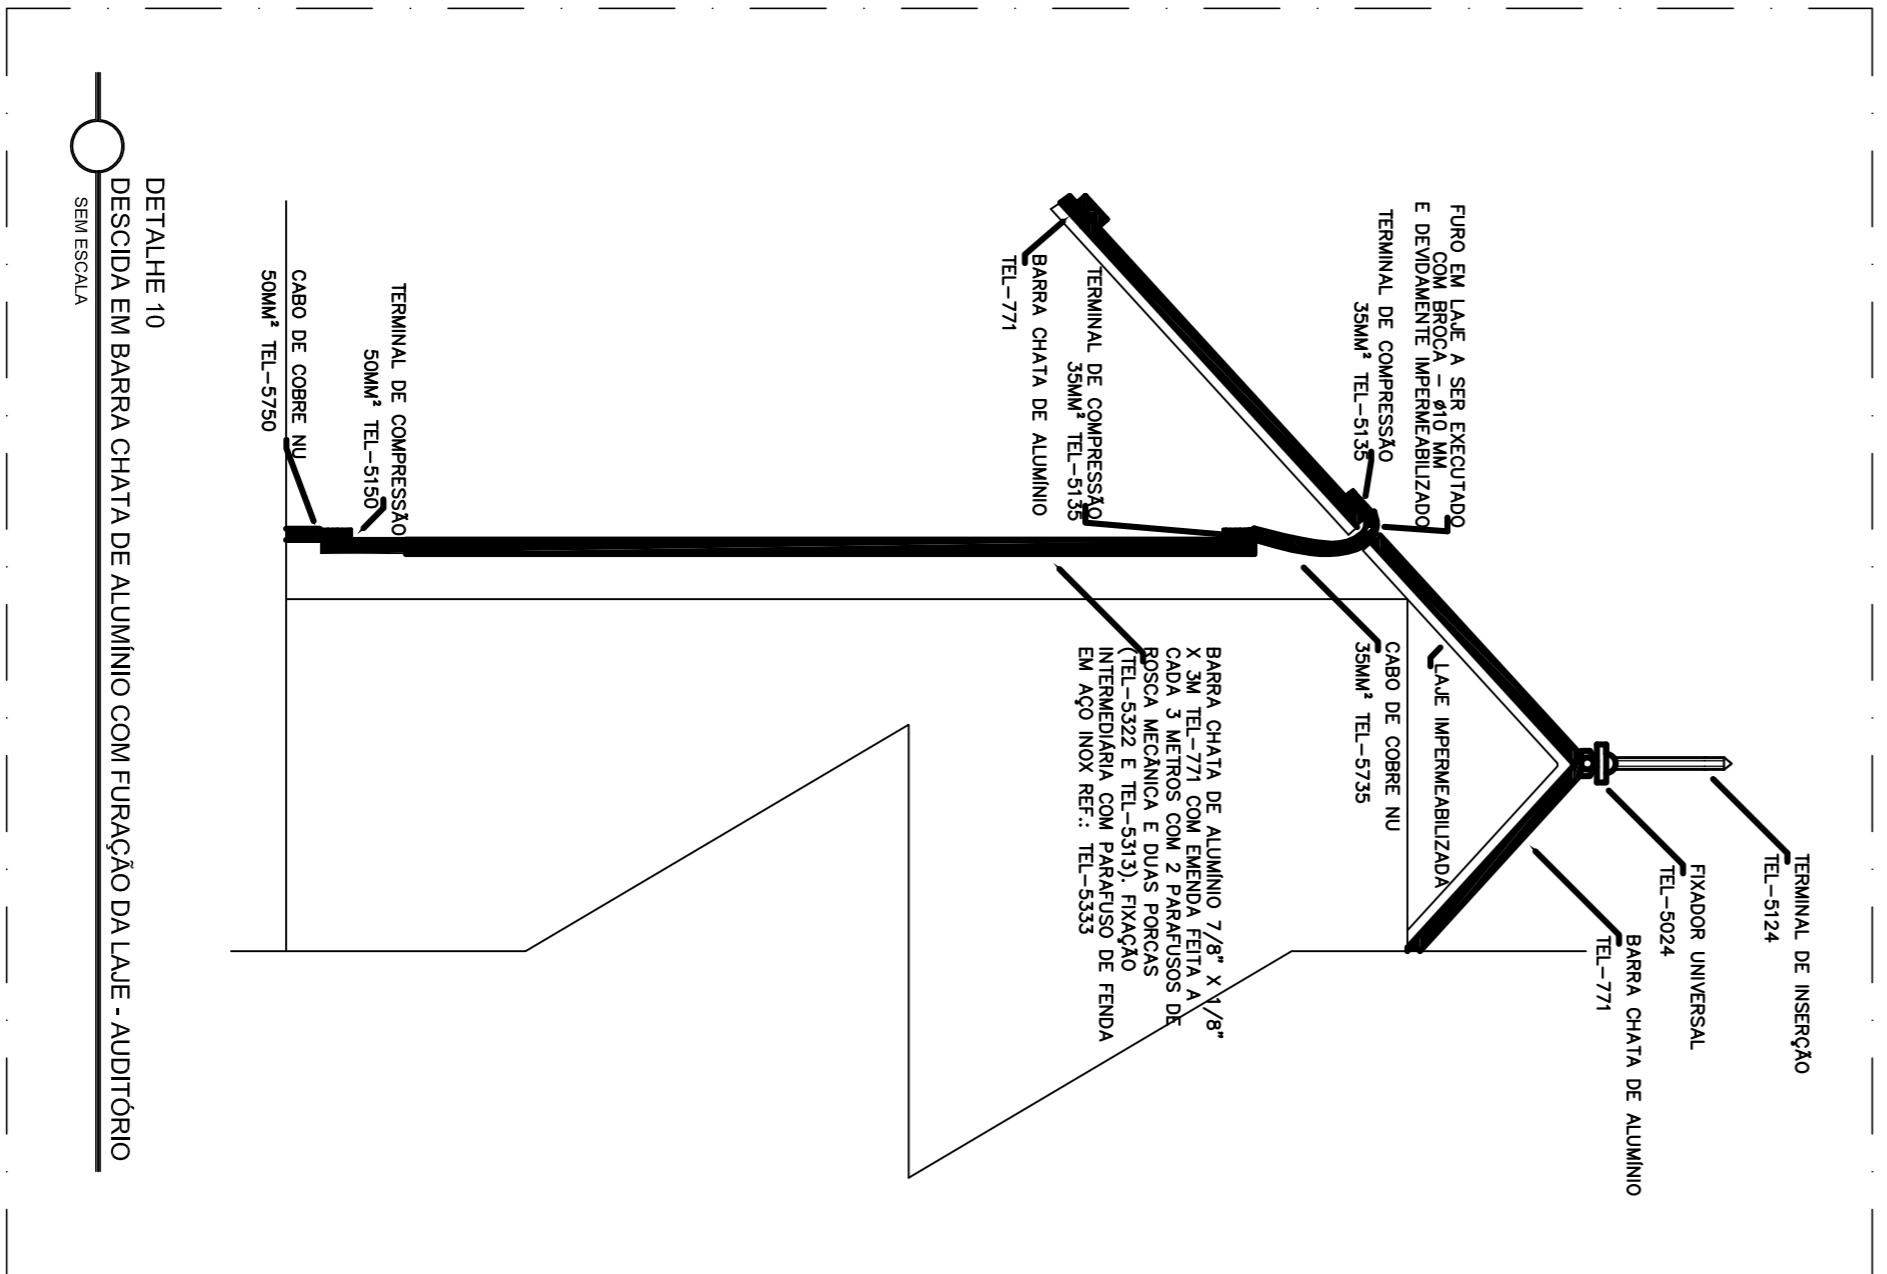 TERMINAL DE INSERÇÃO
TEL-5124
FIXADOR UNIVERSAL
TEL-5024
BARRA CHATA DE ALUMÍNIO
TEL-771
FURO EM LAJE A SER EXECUTADO
COM BROCA - ø10 MM
E DEVIDAMENTE IMPERMEABILIZADO
TERMINAL DE COMPRESSÃO
35MM² TEL-5135
LAJE IMPERMEABILIZADA
CABO DE COBRE NU
35MM² TEL-5735
TERMINAL DE COMPRESSÃO
35MM² TEL-5135
BARRA CHATA DE ALUMÍNIO
TEL-771
BARRA CHATA DE ALUMÍNIO 7/8" X 1/8"
X 3M TEL-771 COM EMENDA FEITA A
CADA 3 METROS COM 2 PARAFUSOS DE
ROSCA MECÂNICA E DUAS PORCAS
(TEL-5322 E TEL-5313). FIXAÇÃO
INTERMEDIÁRIA COM PARAFUSO DE FENDA
EM AÇO INOX REF.: TEL-5333
TERMINAL DE COMPRESSÃO
50MM² TEL-5150
CABO DE COBRE NU
50MM² TEL-5750
DETALHE 10
DESCIDA EM BARRA CHATA DE ALUMÍNIO COM FURAÇÃO DA LAJE - AUDITÓRIO
SEM ESCALA